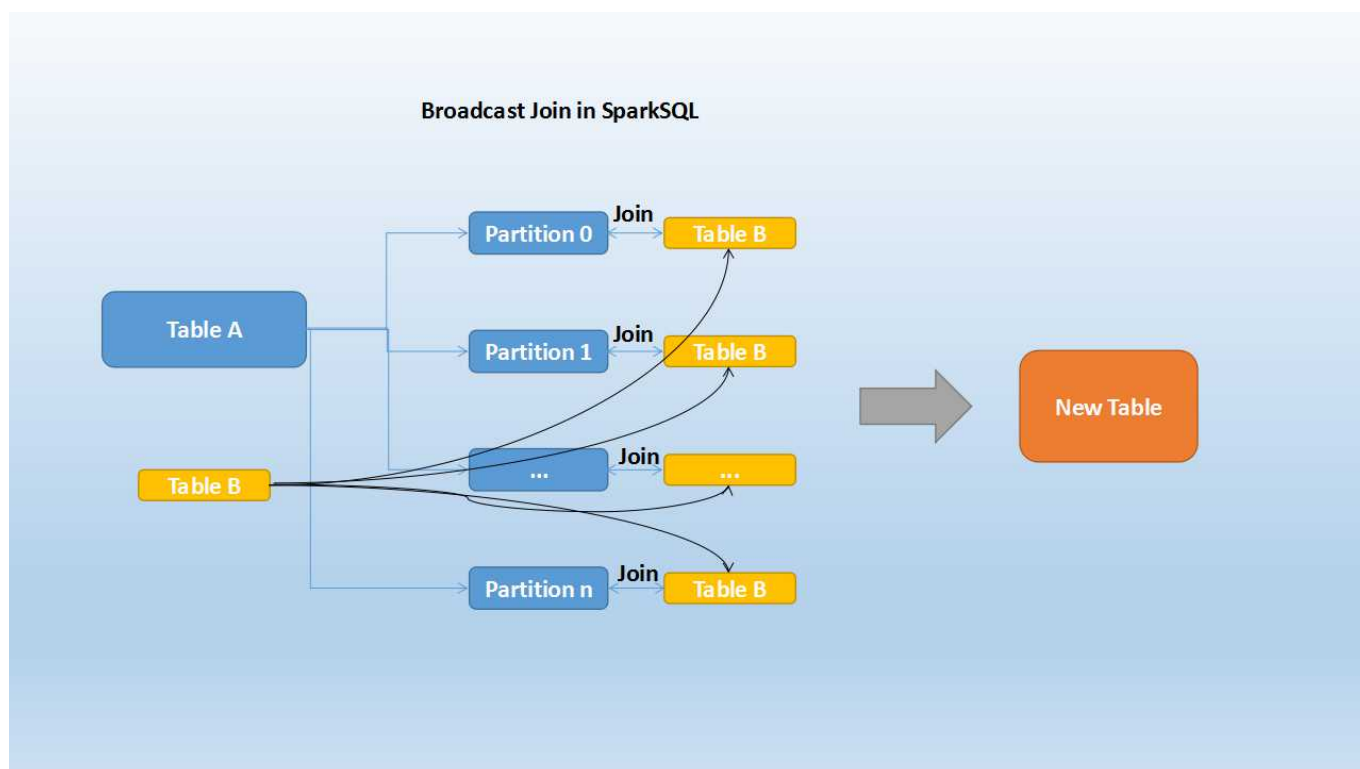 Broadcast Join in SparkSQL
Join
Partition 0
Table B
Table A
Join
Partition 1
Table B
Join
...
...
Table B
Join
Partition n
Table B
New Table